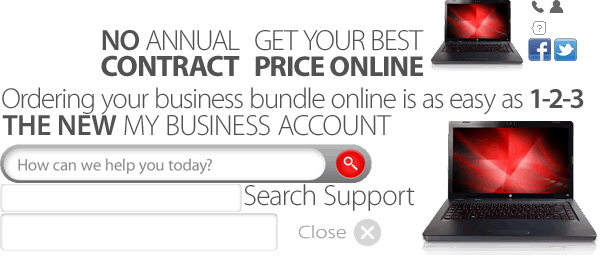 NO ANNUAL
CONTRACT
GET YOUR BEST
PRICE ONLINE
Ordering your business bundle online is as easy as 1-2-3
THE NEW MY BUSINESS ACCOUNT
How can we help you today?
Search Support
Close